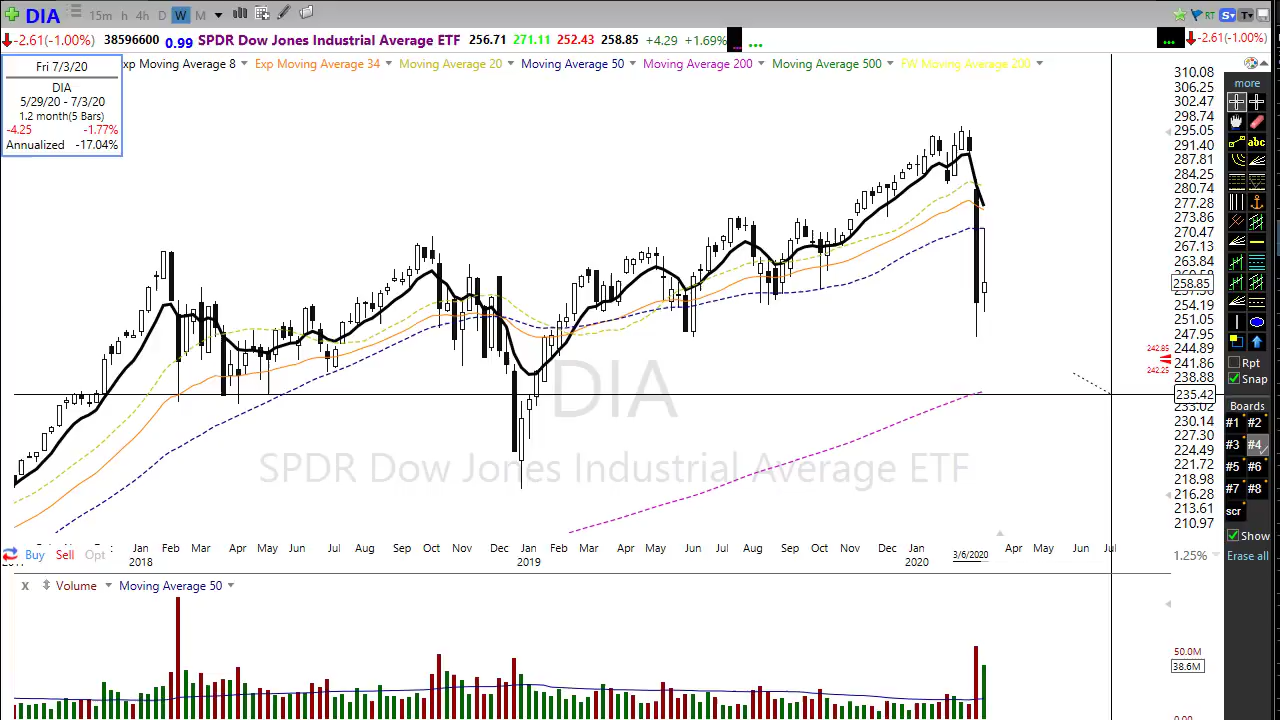 DIA 15m h 4h D W M RT S T
-2.61(-1.00%) 38596600 0.99 SPDR Dow Jones Industrial Average ETF 256.71 271.11 252.43 258.85 +4.29 +1.69% ... ... -2.61(-1.00%)
xp Moving Average 8 Exp Moving Average 34 Moving Average 20 Moving Average 50 Moving Average 200 Moving Average 500 FW Moving Average 200
Fri 7/3/20
DIA
5/29/20 - 7/3/20
1.2 month(5 Bars)
-4.25 -1.77%
Annualized -17.04%
310.08
306.25
302.47
298.74
295.05
291.40
287.81
284.25
280.74
277.28
273.86
270.47
267.13
263.84
258.85
254.19
251.05
247.95
244.89
241.86
238.88
235.42
233.02
230.14
227.30
224.49
221.72
218.98
216.28
213.61
210.97
242.85
242.25
DIA
SPDR Dow Jones Industrial Average ETF
more
abc
Rpt
Snap
Boards
#1 #2
#3 #4
#5 #6
#7 #8
scr
Show
Erase all
Buy Sell Opt
Jan Feb Mar Apr May Jun Jul Aug Sep Oct Nov Dec Jan Feb Mar Apr May Jun Jul Aug Sep Oct Nov Dec Jan 3/6/2020 Apr May Jun Jul
2018 2019 2020
1.25%
x Volume Moving Average 50
50.0M
38.6M
0.00